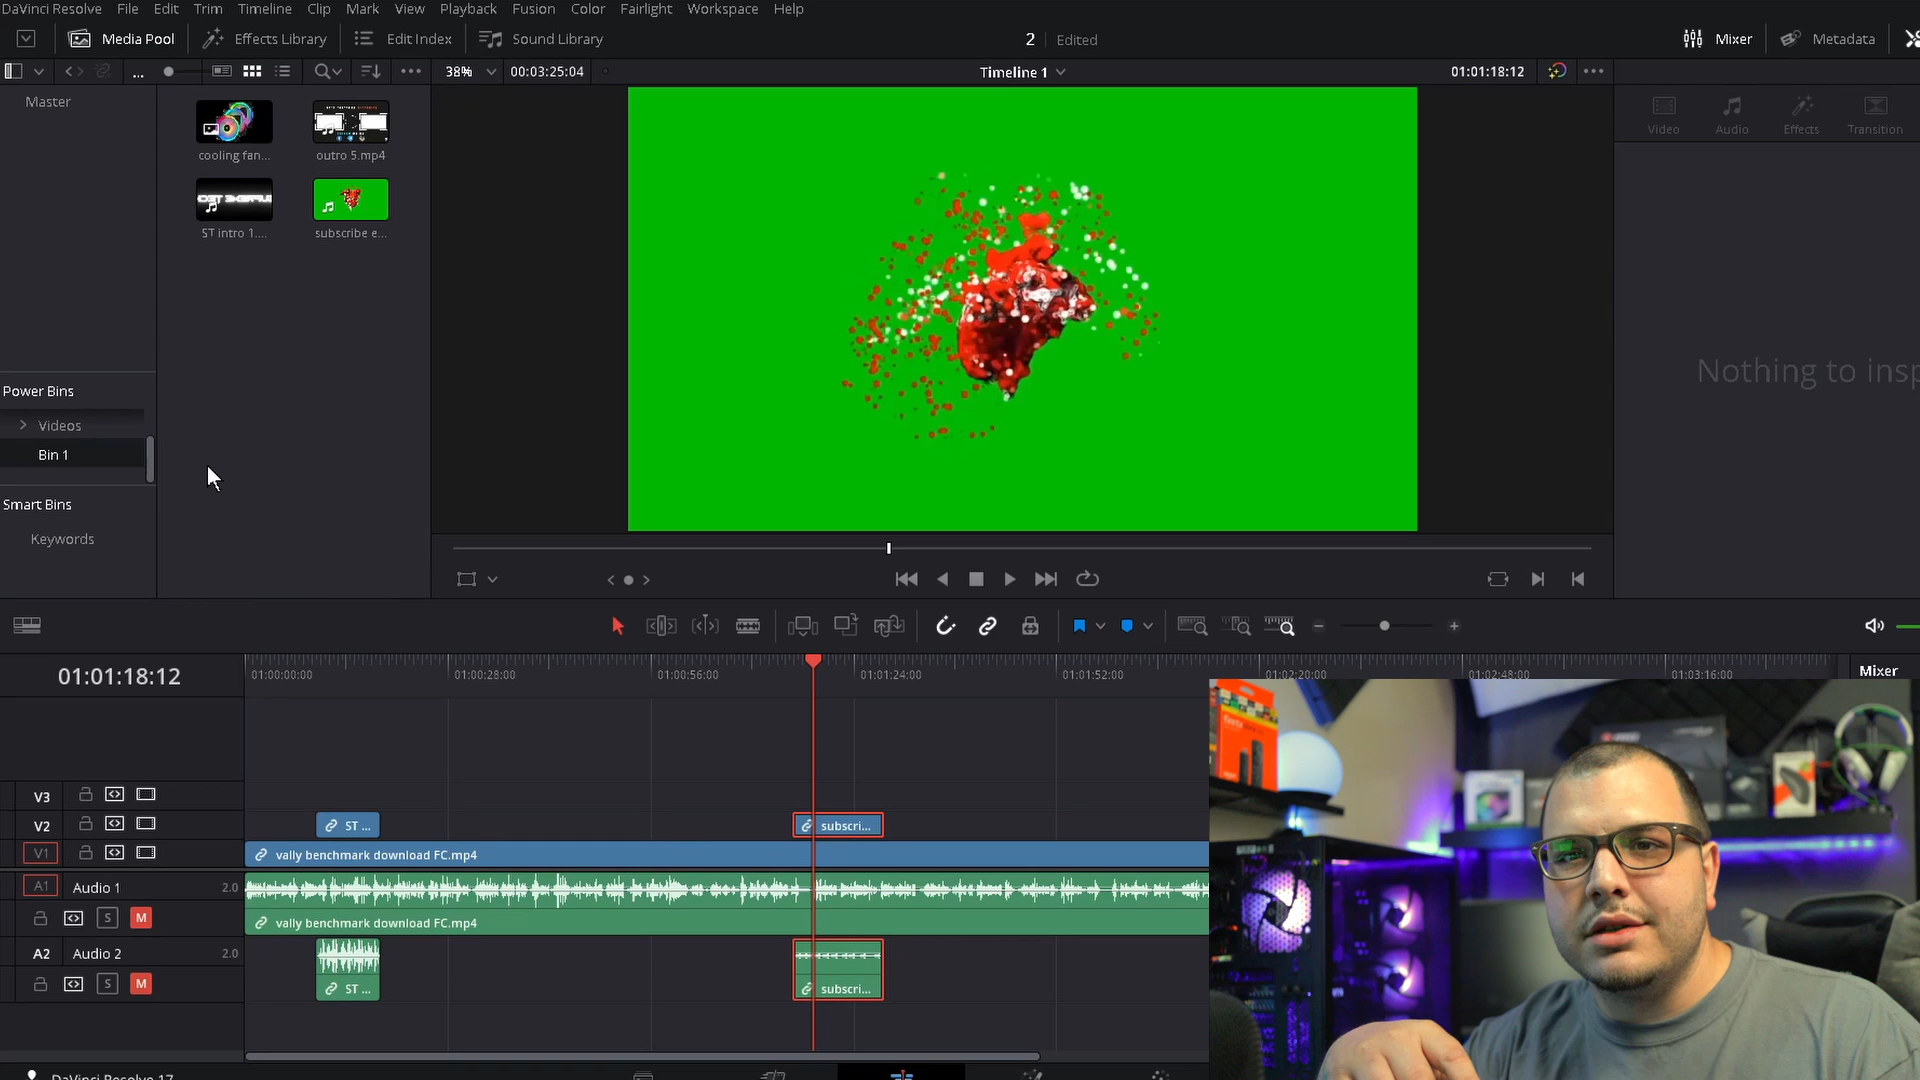 DaVinci Resolve File Edit Trim Timeline Clip Mark View Playback Fusion Color Fairlight Workspace Help
Media Pool Effects Library Edit Index Sound Library 2 Edited Mixer Metadata
... 38% 00:03:25:04 Timeline 1 01:01:18:12
Master
Video Audio Effects Transition
cooling fan... outro 5.mp4
ST intro 1.... subscribe e...
Nothing to insp
Power Bins
Videos
Bin 1
Smart Bins
Keywords
01:01:18:12
Mixer
01:00:00:00 01:00:28:00 01:00:56:00 01:01:24:00 01:01:52:00 01:02:20:00 01:02:48:00 01:03:16:00
V3
V2 ST ... subscri...
V1 vally benchmark download FC.mp4
A1 Audio 1 2.0
S M vally benchmark download FC.mp4
A2 Audio 2 2.0
S M ST ... subscri...
DaVinci Resolve 17